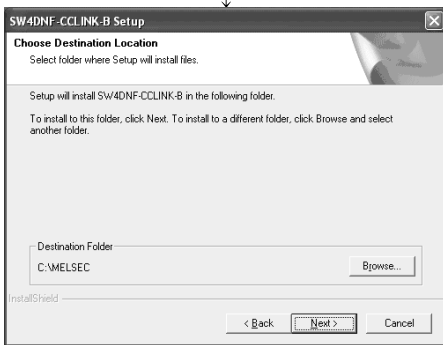 SW4DNF-CCLINK-B Setup
Choose Destination Location
Select folder where Setup will install files.
Setup will install SW4DNF-CCLINK-B in the following folder.
To install to this folder, click Next. To install to a different folder, click Browse and select
another folder.
Destination Folder
C:\MELSEC
Browse...
InstallShield
< Back
Next >
Cancel